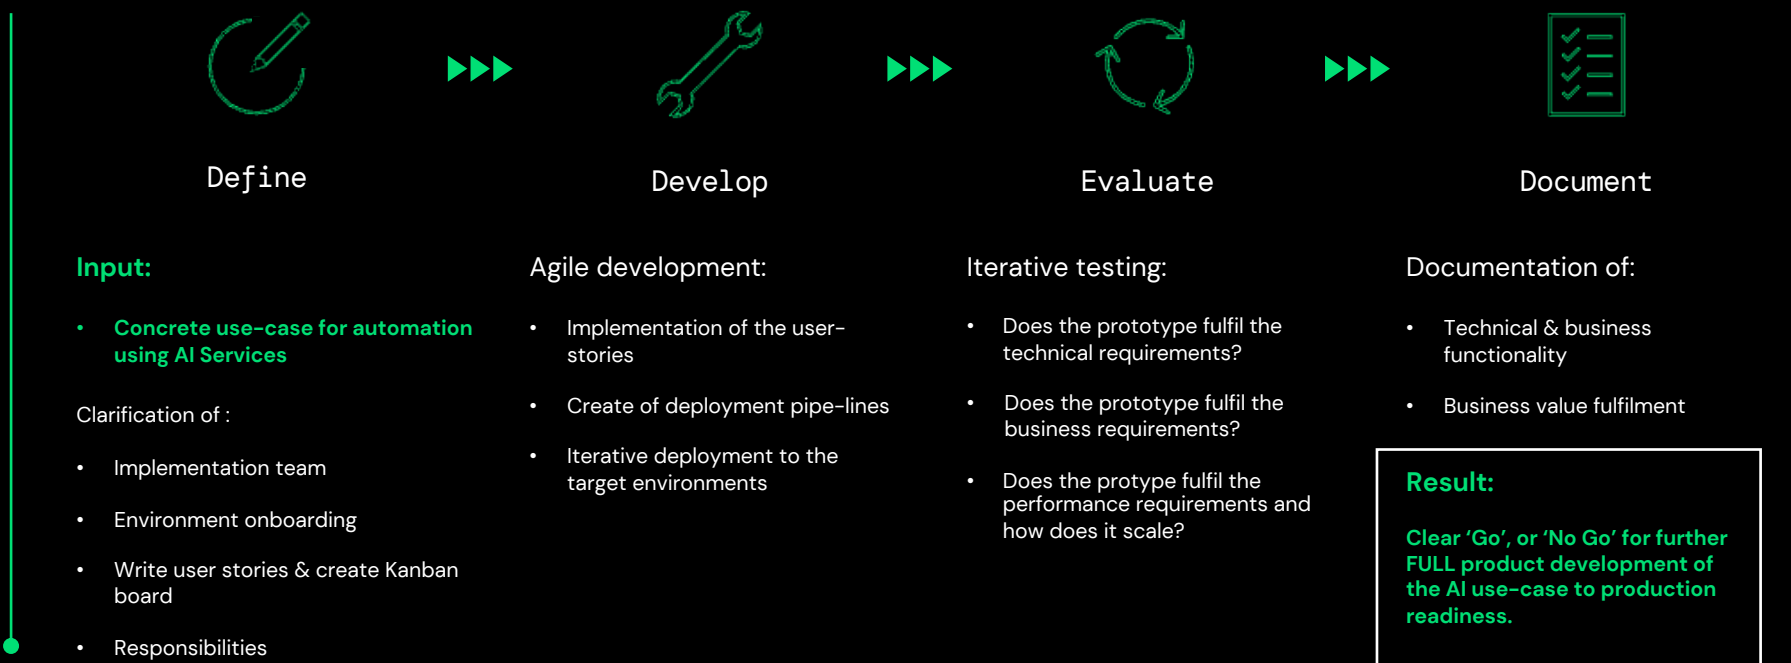 Define
Input:
• Concrete use-case for automation
using AI Services
Clarification of :
• Implementation team
• Environment onboarding
• Write user stories & create Kanban
board
• Responsibilities
Develop
Agile development:
• Implementation of the user-
stories
• Create of deployment pipe-lines
• Iterative deployment to the
target environments
Evaluate
Iterative testing:
• Does the prototype fulfil the
technical requirements?
• Does the prototype fulfil the
business requirements?
• Does the protype fulfil the
performance requirements and
how does it scale?
Document
Documentation of:
• Technical & business
functionality
• Business value fulfilment
Result:
Clear ‘Go’, or ‘No Go’ for further
FULL product development of
the AI use-case to production
readiness.